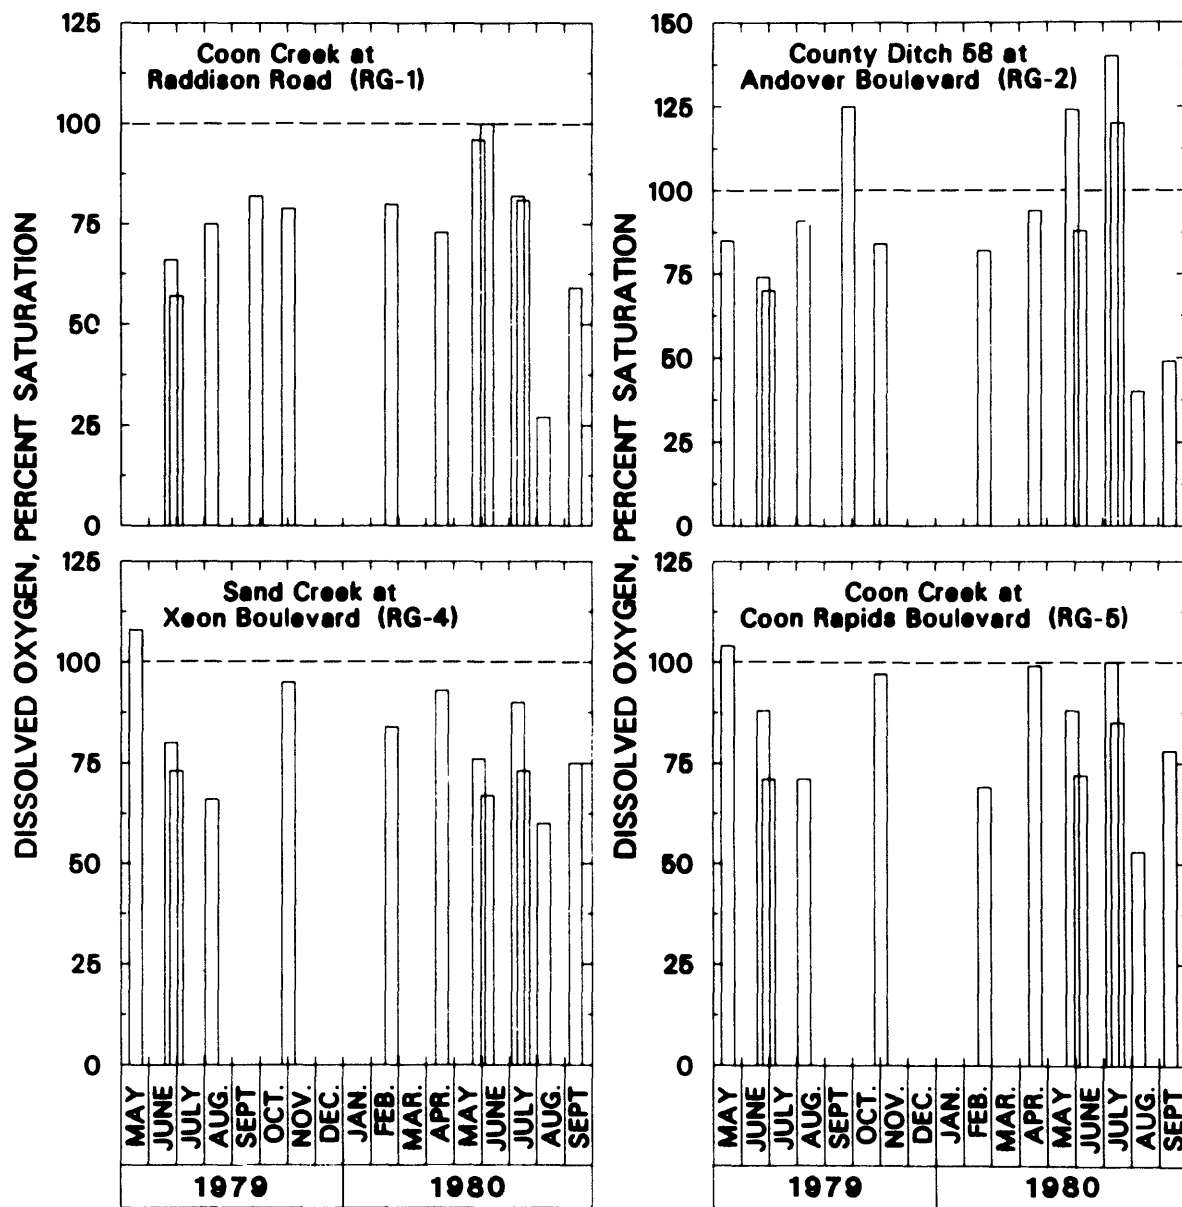 DISSOLVED OXYGEN, PERCENT SATURATION
125
100
75
50
25
0
Coon Creek at
Raddison Road (RG-1)
DISSOLVED OXYGEN, PERCENT SATURATION
150
125
100
75
50
25
0
County Ditch 58 at
Andover Boulevard (RG-2)
125
100
75
50
25
0
Sand Creek at
Xeon Boulevard (RG-4)
125
100
75
50
25
0
Coon Creek at
Coon Rapids Boulevard (RG-5)
MAY
JUNE
JULY
AUG.
SEPT
OCT.
NOV.
DEC.
JAN.
FEB.
MAR.
APR.
MAY
JUNE
JULY
AUG.
SEPT
1979
1980
MAY
JUNE
JULY
AUG.
SEPT
OCT.
NOV.
DEC.
JAN.
FEB.
MAR.
APR.
MAY
JUNE
JULY
AUG.
SEPT
1979
1980